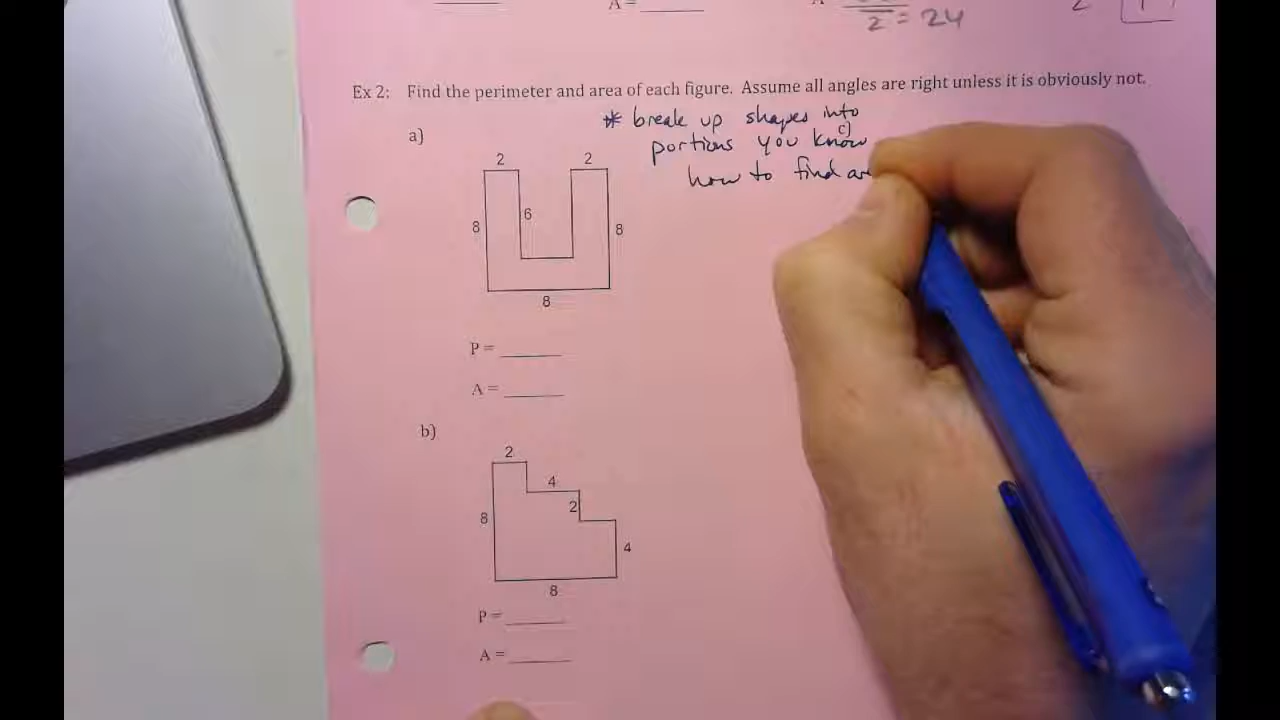 A =
2 = 24
2
Ex 2: Find the perimeter and area of each figure. Assume all angles are right unless it is obviously not.
* break up shapes into
a)
c)
portions you know
how to find
2 2
6
8 8
8
P =
A =
b)
2
4
2
8
4
8
P =
A =